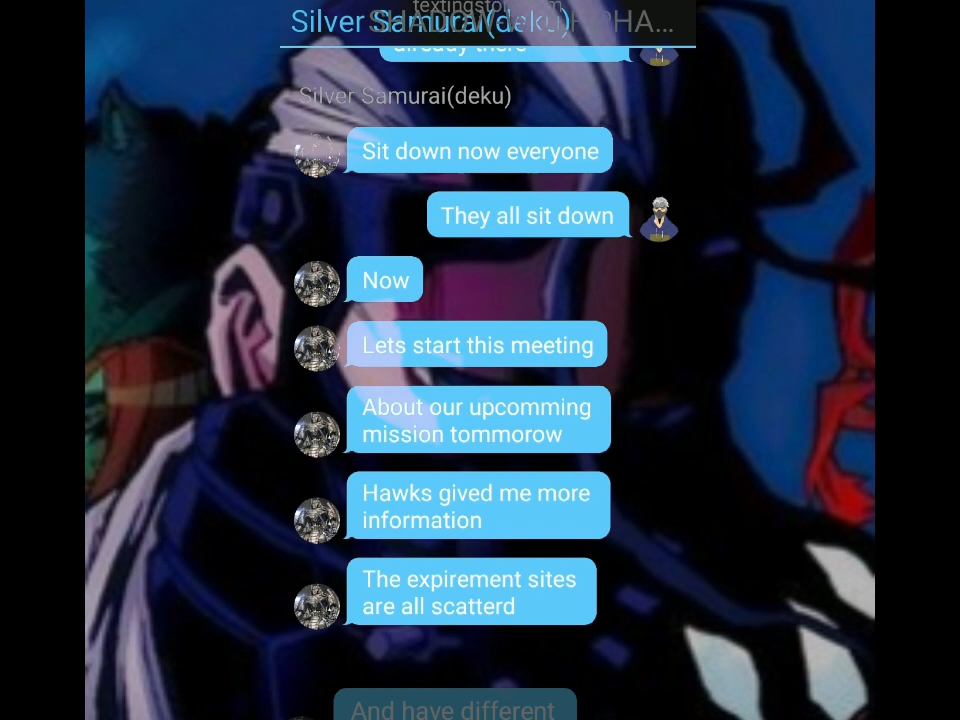 Silver Samurai(deku)
already there
Silver Samurai(deku)
Sit down now everyone
They all sit down
Now
Lets start this meeting
About our upcomming
mission tommorow
Hawks gived me more
information
The expirement sites
are all scatterd
And have different